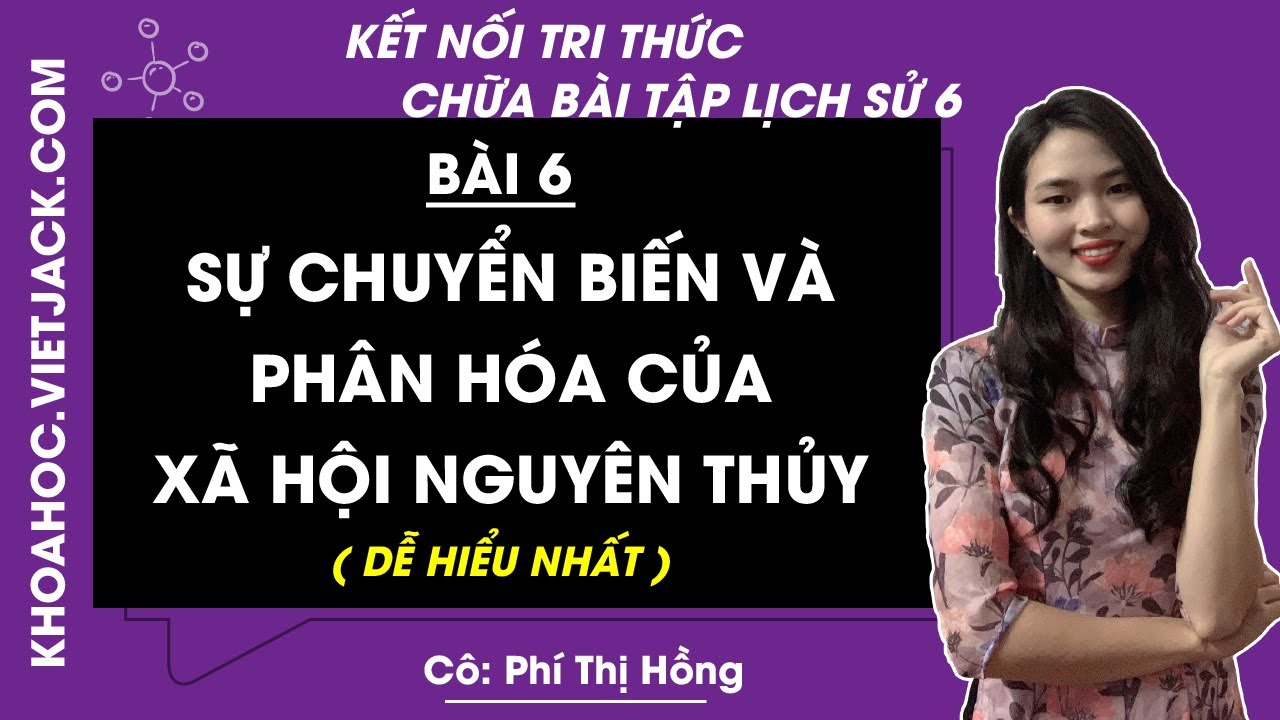 KHOAHOC.VIETJACK.COM
KẾT NỐI TRI THỨC
CHỮA BÀI TẬP LỊCH SỬ 6
BÀI 6
SỰ CHUYỂN BIẾN VÀ
PHÂN HÓA CỦA
XÃ HỘI NGUYÊN THỦY
( DỄ HIỂU NHẤT )
Cô: Phí Thị Hồng